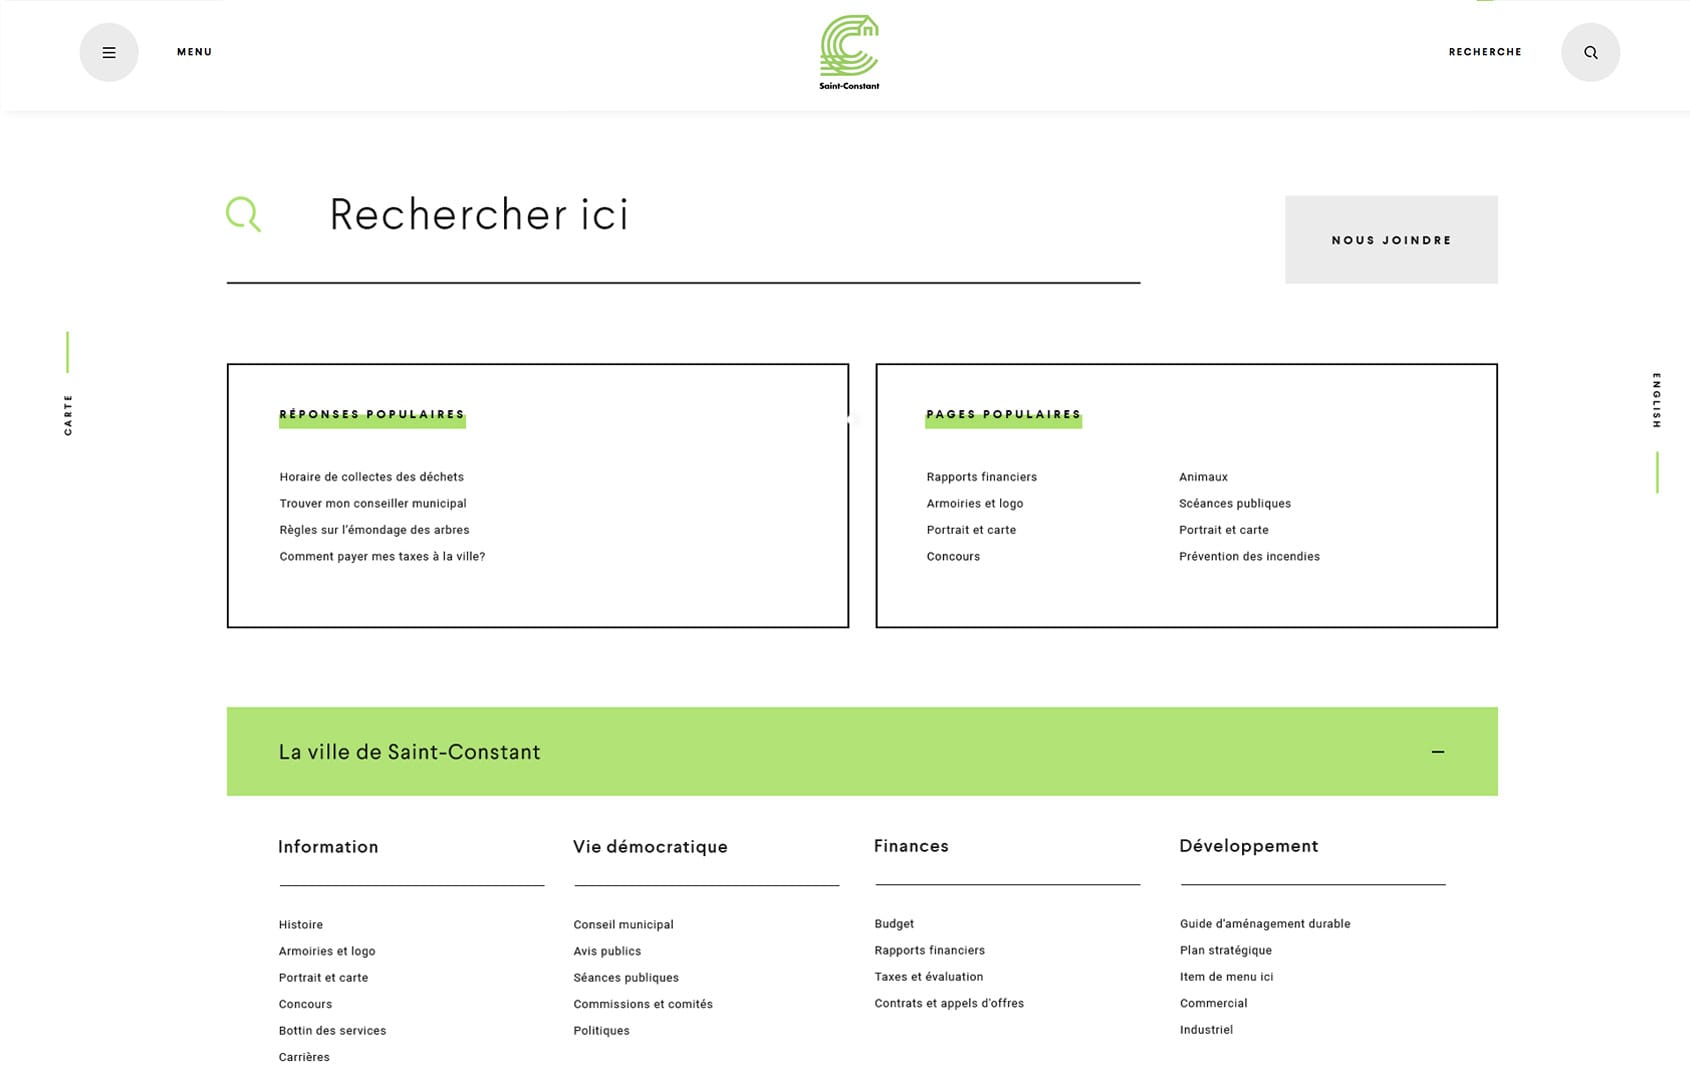 MENU
Saint-Constant
RECHERCHE
Rechercher ici
NOUS JOINDRE
CARTE
ENGLISH
RÉPONSES POPULAIRES
Horaire de collectes des déchets
Trouver mon conseiller municipal
Règles sur l'émondage des arbres
Comment payer mes taxes à la ville?
PAGES POPULAIRES
Rapports financiers
Armoiries et logo
Portrait et carte
Concours
Animaux
Scéances publiques
Portrait et carte
Prévention des incendies
La ville de Saint-Constant
Information
Histoire
Armoiries et logo
Portrait et carte
Concours
Bottin des services
Carrières
Vie démocratique
Conseil municipal
Avis publics
Séances publiques
Commissions et comités
Politiques
Finances
Budget
Rapports financiers
Taxes et évaluation
Contrats et appels d'offres
Développement
Guide d'aménagement durable
Plan stratégique
Item de menu ici
Commercial
Industriel